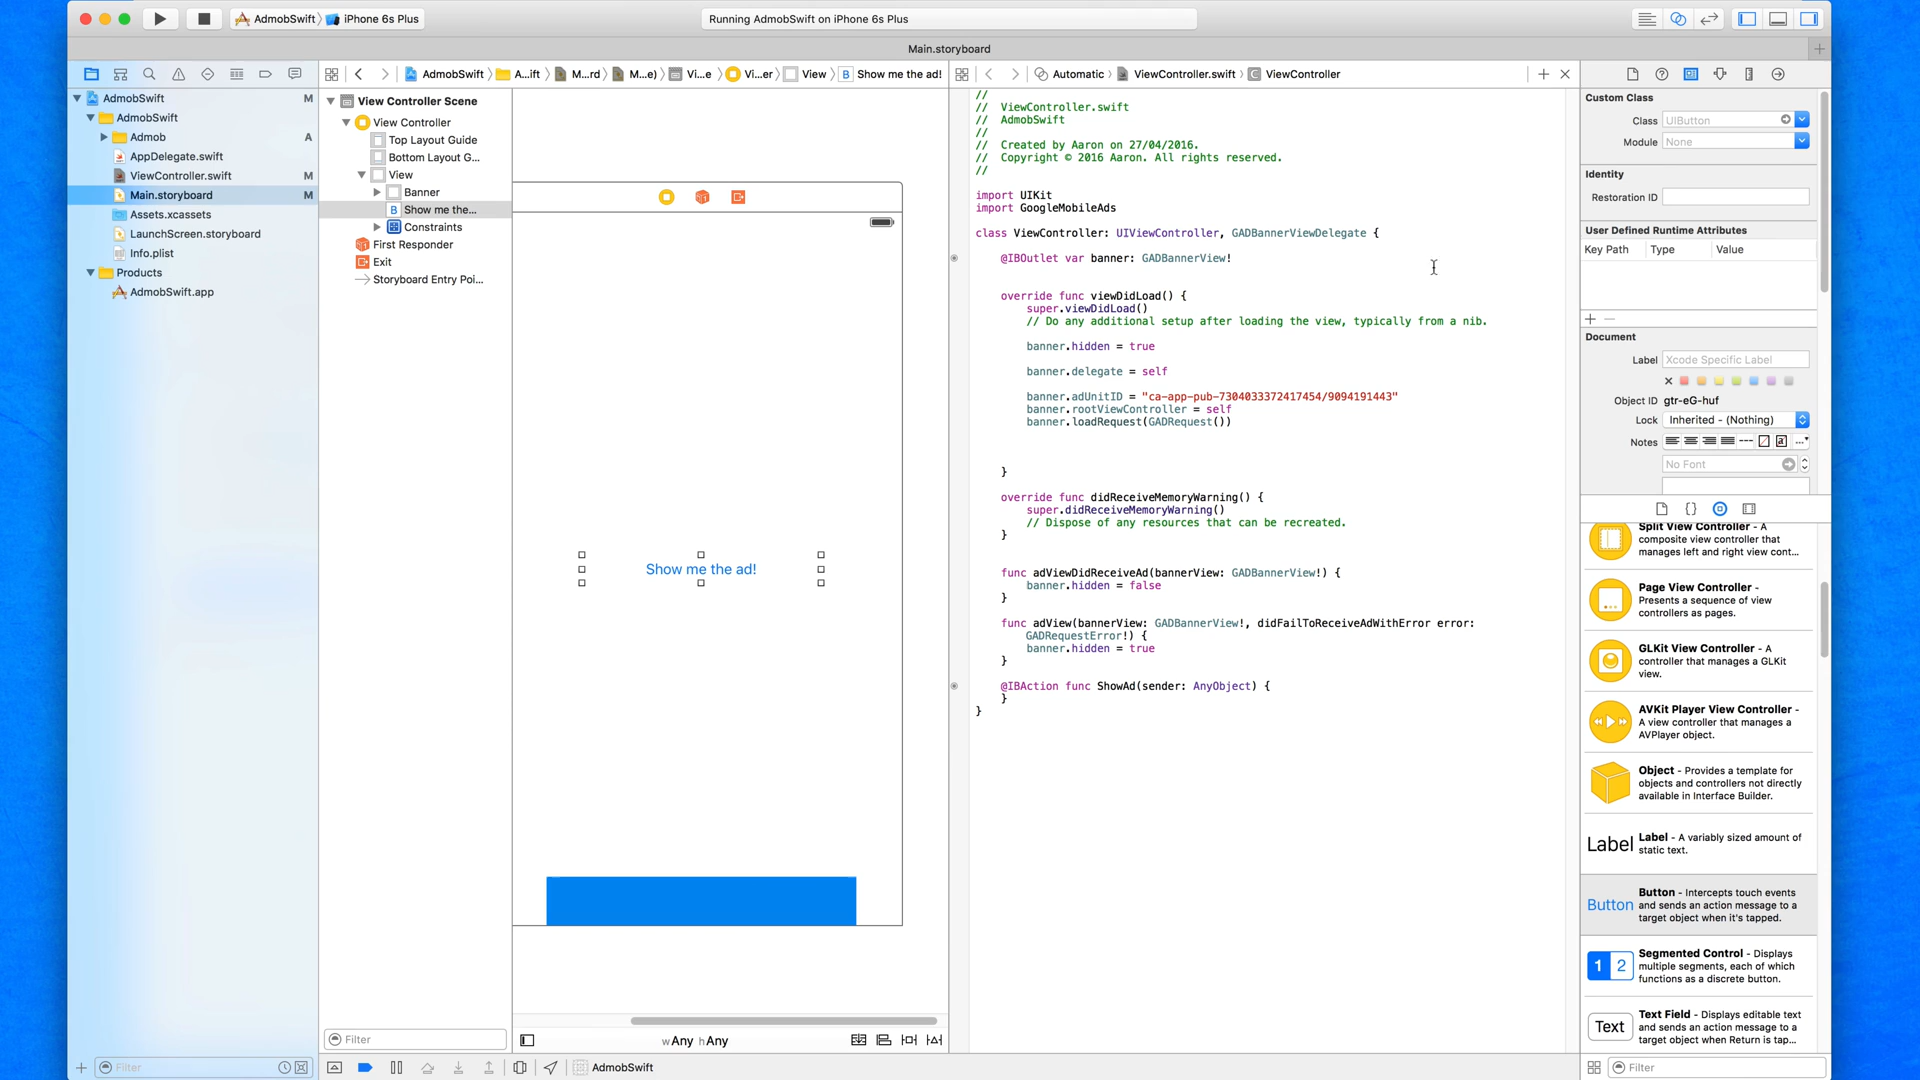 AdmobSwift
iPhone 6s Plus
Running AdmobSwift on iPhone 6s Plus
Main.storyboard
AdmobSwift
A...ift
M...rd
M...e)
Vi...e
Vi...er
View
B
Show me the ad!
Automatic
ViewController.swift
C
ViewController
AdmobSwift
M
AdmobSwift
Admob
A
AppDelegate.swift
ViewController.swift
M
Main.storyboard
M
Assets.xcassets
LaunchScreen.storyboard
Info.plist
Products
AdmobSwift.app
Filter
View Controller Scene
View Controller
Top Layout Guide
Bottom Layout G...
View
Banner
B
Show me the...
Constraints
First Responder
Exit
Storyboard Entry Poi...
Filter
Show me the ad!
wAny hAny
AdmobSwift
//
// ViewController.swift
// AdmobSwift
//
// Created by Aaron on 27/04/2016.
// Copyright © 2016 Aaron. All rights reserved.
//
import UIKit
import GoogleMobileAds
class ViewController: UIViewController, GADBannerViewDelegate {
@IBOutlet var banner: GADBannerView!
override func viewDidLoad() {
super.viewDidLoad()
// Do any additional setup after loading the view, typically from a nib.
banner.hidden = true
banner.delegate = self
banner.adUnitID = "ca-app-pub-7304033372417454/9094191443"
banner.rootViewController = self
banner.loadRequest(GADRequest())
}
override func didReceiveMemoryWarning() {
super.didReceiveMemoryWarning()
// Dispose of any resources that can be recreated.
}
func adViewDidReceiveAd(bannerView: GADBannerView!) {
banner.hidden = false
}
func adView(bannerView: GADBannerView!, didFailToReceiveAdWithError error:
GADRequestError!) {
banner.hidden = true
}
@IBAction func ShowAd(sender: AnyObject) {
}
}
Custom Class
Class UIButton
Module None
Identity
Restoration ID
User Defined Runtime Attributes
Key Path Type Value
Document
Label Xcode Specific Label
Object ID gtr-eG-huf
Lock Inherited - (Nothing)
Notes
No Font
Split View Controller - A
composite view controller that
manages left and right view cont...
Page View Controller -
Presents a sequence of view
controllers as pages.
GLKit View Controller - A
controller that manages a GLKit
view.
AVKit Player View Controller -
A view controller that manages a
AVPlayer object.
Object - Provides a template for
objects and controllers not directly
available in Interface Builder.
Label
Label - A variably sized amount of
static text.
Button
Button - Intercepts touch events
and sends an action message to a
target object when it's tapped.
1 2
Segmented Control - Displays
multiple segments, each of which
functions as a discrete button.
Text
Text Field - Displays editable text
and sends an action message to a
target object when Return is tap...
Filter